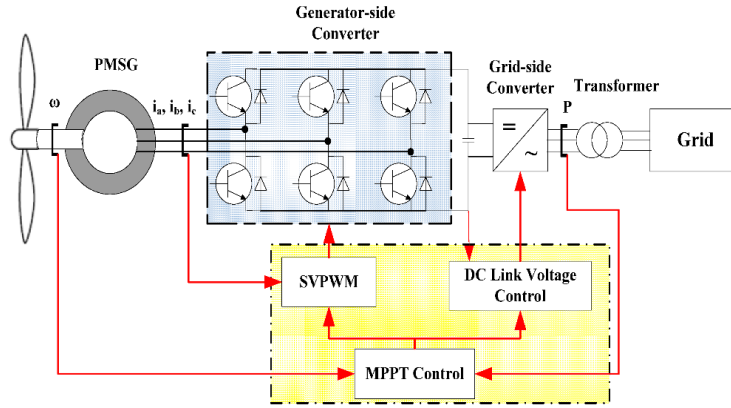 Generator-side
Converter
PMSG
Grid-side
Converter
Transformer
ω
ia, ib, ic
P
=
~
Grid
SVPWM
DC Link Voltage
Control
MPPT Control